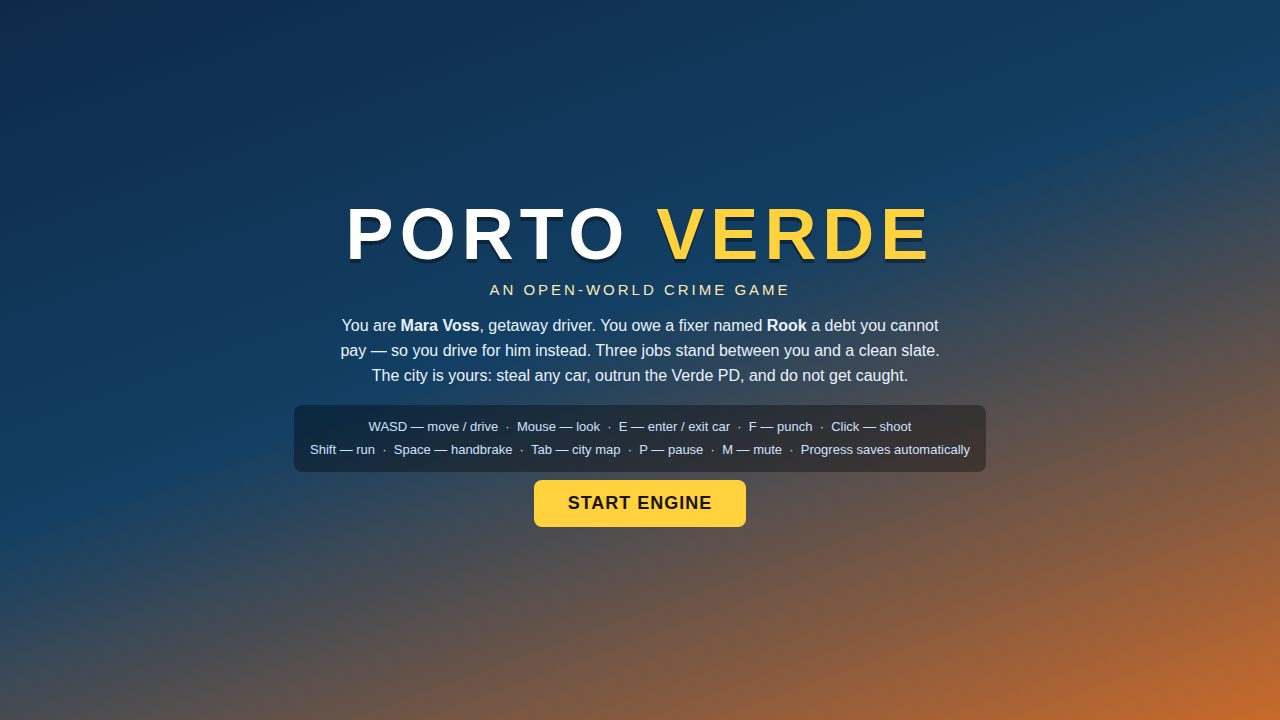 PORTO VERDE
AN OPEN-WORLD CRIME GAME
You are Mara Voss, getaway driver. You owe a fixer named Rook a debt you cannot
pay — so you drive for him instead. Three jobs stand between you and a clean slate.
The city is yours: steal any car, outrun the Verde PD, and do not get caught.
WASD — move / drive · Mouse — look · E — enter / exit car · F — punch · Click — shoot
Shift — run · Space — handbrake · Tab — city map · P — pause · M — mute · Progress saves automatically
START ENGINE